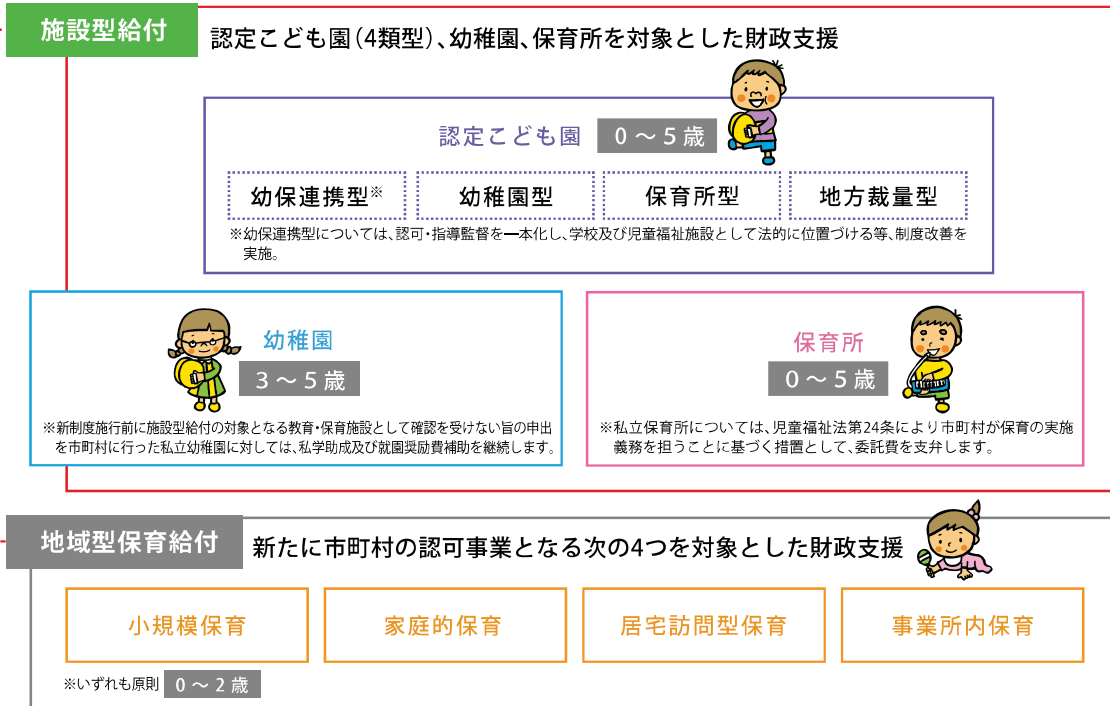 施設型給付
認定こども園（4類型）、幼稚園、保育所を対象とした財政支援
認定こども園 0～5歳
幼保連携型※
幼稚園型
保育所型
地方裁量型
※幼保連携型については、認可・指導監督を一本化し、学校及び児童福祉施設として法的に位置づける等、制度改善を
実施。
幼稚園
3～5歳
※新制度施行前に施設型給付の対象となる教育・保育施設として確認を受けない旨の申出
を市町村に行った私立幼稚園に対しては、私学助成及び就園奨励費補助を継続します。
保育所
0～5歳
※私立保育所については、児童福祉法第24条により市町村が保育の実施
義務を担うことに基づく措置として、委託費を支弁します。
地域型保育給付
新たに市町村の認可事業となる次の4つを対象とした財政支援
小規模保育
家庭的保育
居宅訪問型保育
事業所内保育
※いずれも原則 0～2歳